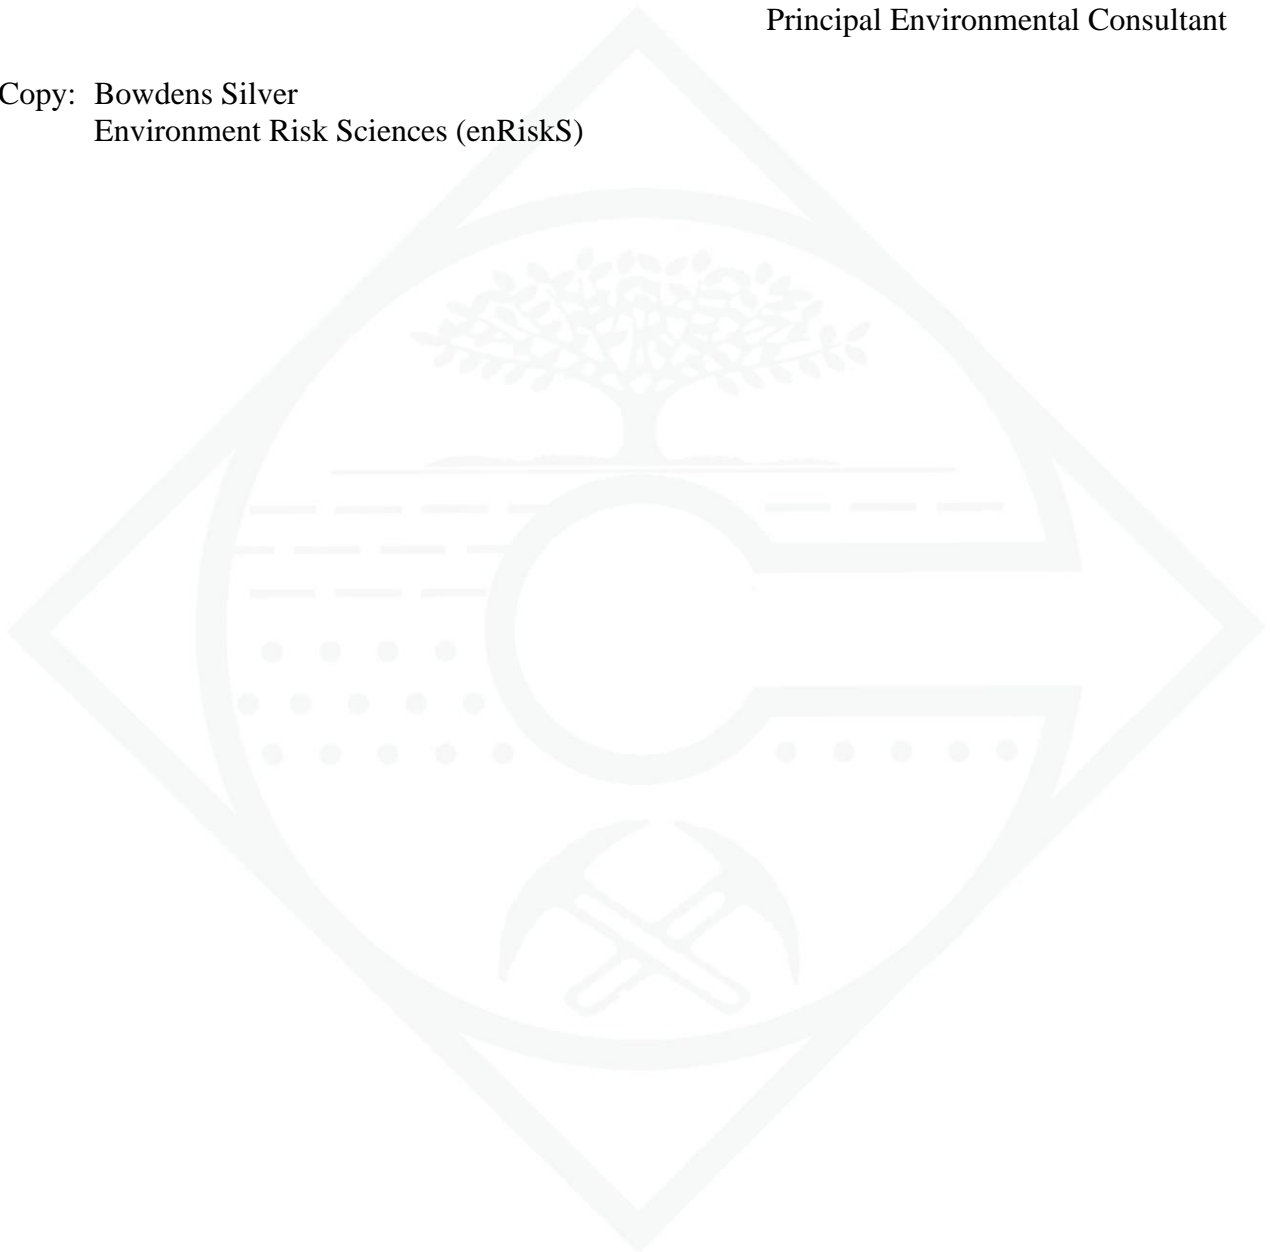 Principal Environmental Consultant
Copy: Bowdens Silver
Environment Risk Sciences (enRiskS)